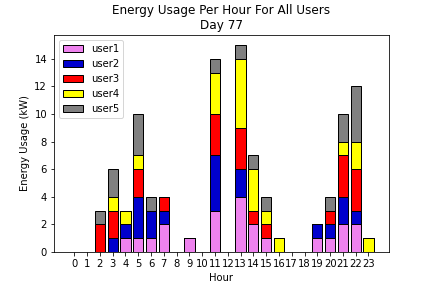 Energy Usage Per Hour For All Users
Day 77
user1
user2
user3
user4
user5
Energy Usage (kW)
14
12
10
8
6
4
2
0
0 1 2 3 4 5 6 7 8 9 10 11 12 13 14 15 16 17 18 19 20 21 22 23
Hour